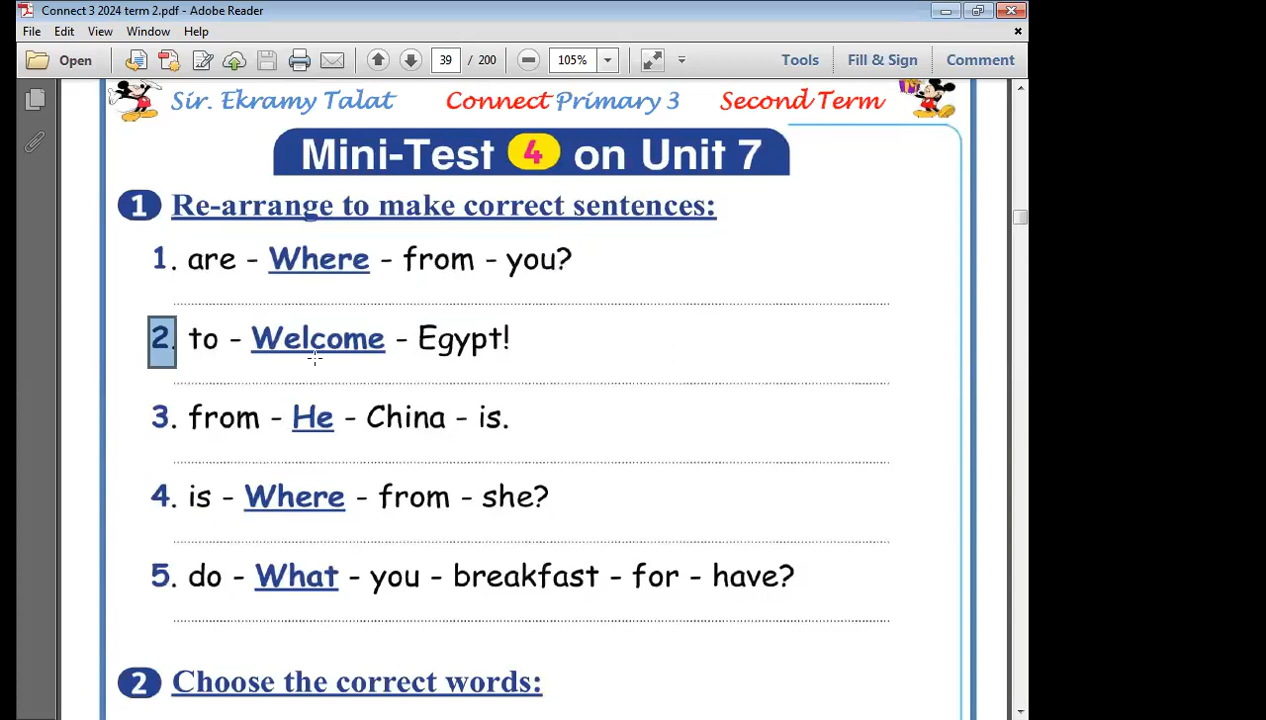 Connect 3 2024 term 2.pdf - Adobe Reader
File Edit View Window Help
Open 39 / 200 105% Tools Fill & Sign Comment
Sir. Ekramy Talat Connect Primary 3 Second Term
Mini-Test 4 on Unit 7
1 Re-arrange to make correct sentences:
1. are - Where - from - you?
2. to - Welcome - Egypt!
3. from - He - China - is.
4. is - Where - from - she?
5. do - What - you - breakfast - for - have?
2 Choose the correct words: